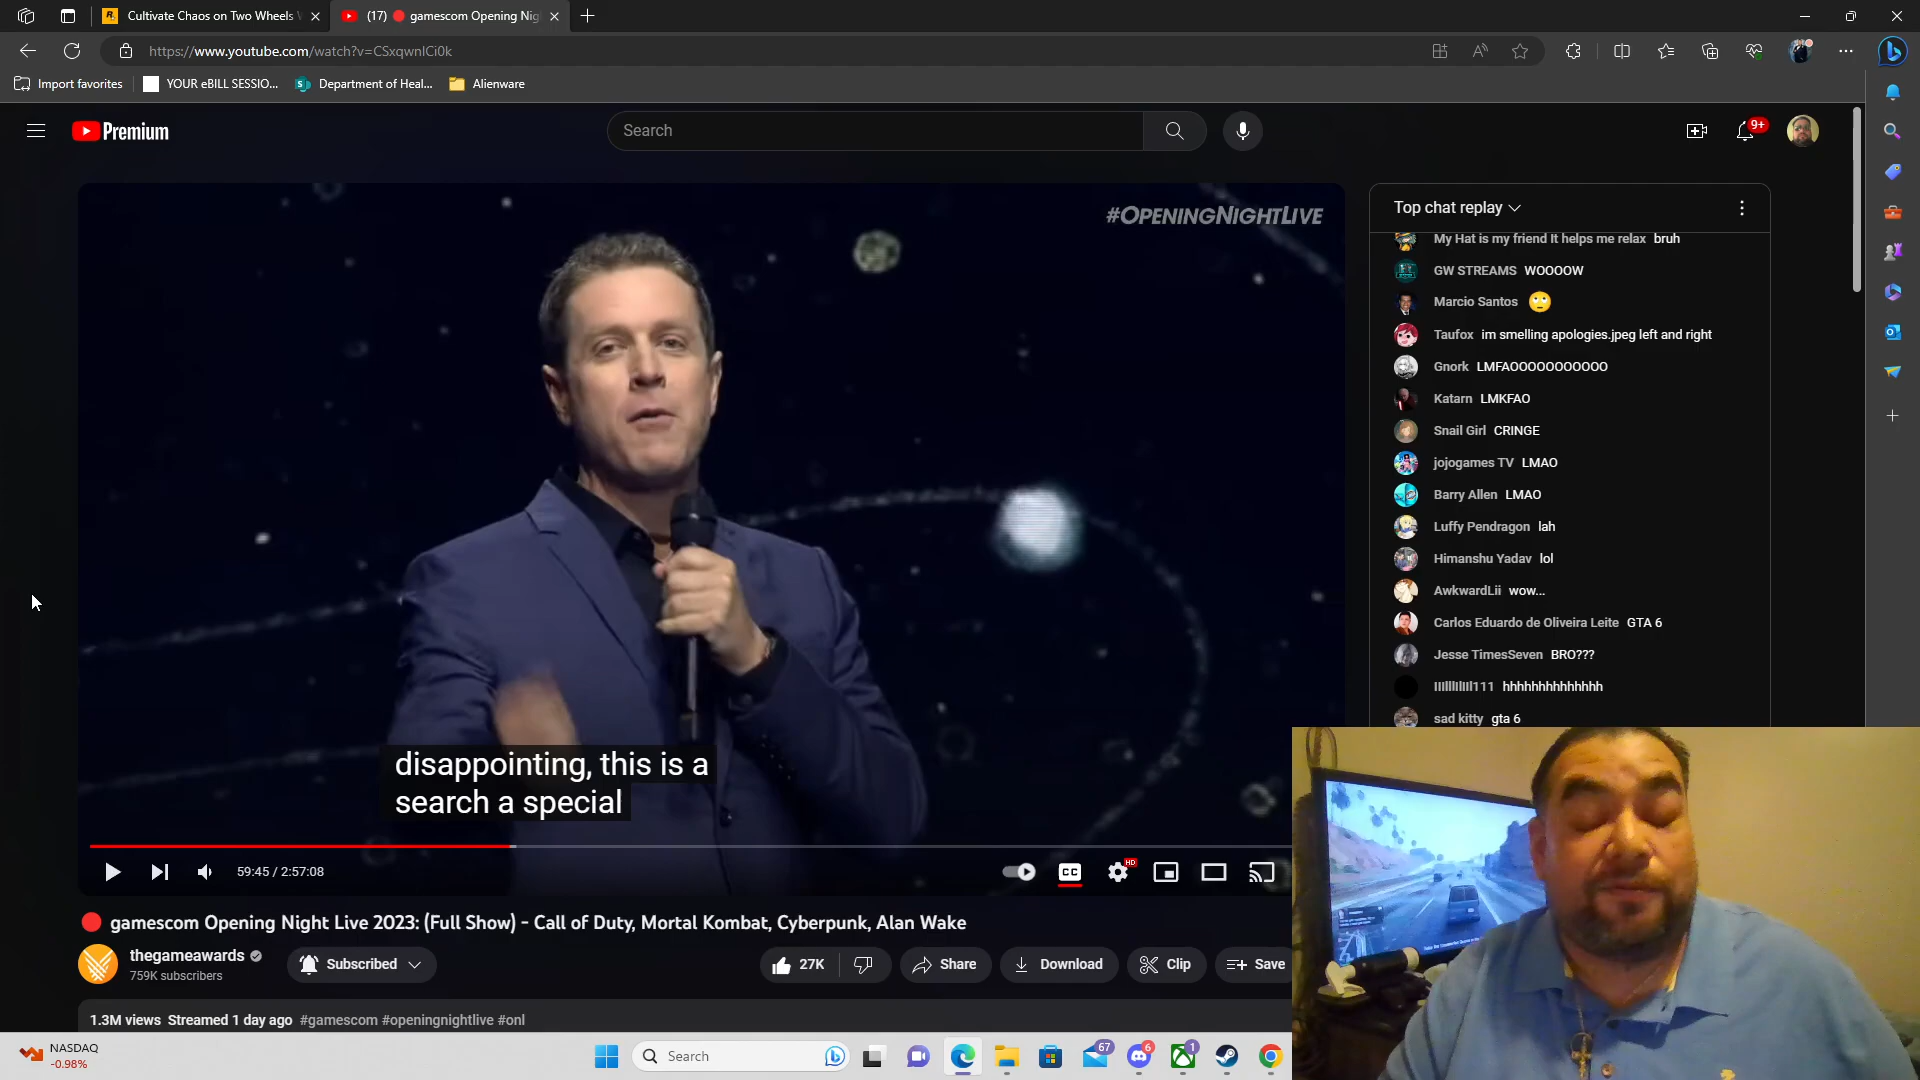 Cultivate Chaos on Two Wheels
(17) 🔴 gamescom Opening Nig
https://www.youtube.com/watch?v=CSxqwnlCi0k
Import favorites
YOUR eBILL SESSIO...
Department of Heal...
Alienware
Premium
Search
9+
#OPENINGNIGHTLIVE
Top chat replay
My Hat is my friend It helps me relax bruh
GW STREAMS WOOOOW
Marcio Santos 🙄
Taufox im smelling apologies.jpeg left and right
Gnork LMFAOOOOOOOOOOO
Katarn LMKFAO
Snail Girl CRINGE
jojogames TV LMAO
Barry Allen LMAO
Luffy Pendragon lah
Himanshu Yadav lol
AwkwardLii wow...
Carlos Eduardo de Oliveira Leite GTA 6
Jesse TimesSeven BRO???
hhhhhhhhhhhhhh
sad kitty gta 6
disappointing, this is a
search a special
59:45 / 2:57:08
CC
HD
🔴 gamescom Opening Night Live 2023: (Full Show) - Call of Duty, Mortal Kombat, Cyberpunk, Alan Wake
thegameawards
759K subscribers
Subscribed
27K
Share
Download
Clip
Save
1.3M views Streamed 1 day ago #gamescom #openingnightlive #onl
NASDAQ
-0.98%
Search
67
6
1